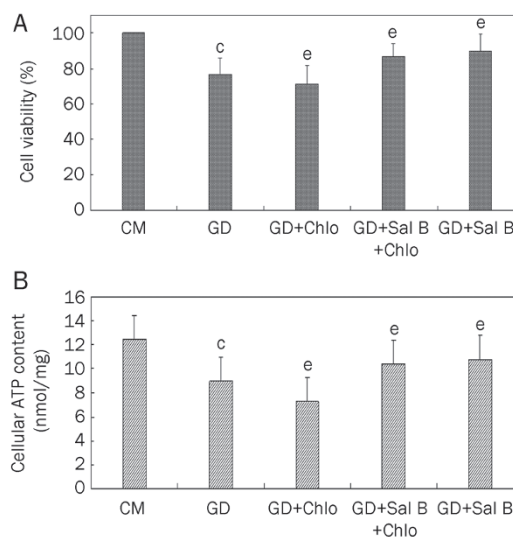 A
Cell viability (%)
100
80
60
40
20
0
c
e
e
e
CM
GD
GD+Chlo
GD+Sal B
+Chlo
GD+Sal B
B
Cellular ATP content
(nmol/mg)
16
14
12
10
8
6
4
2
0
c
e
e
e
CM
GD
GD+Chlo
GD+Sal B
+Chlo
GD+Sal B